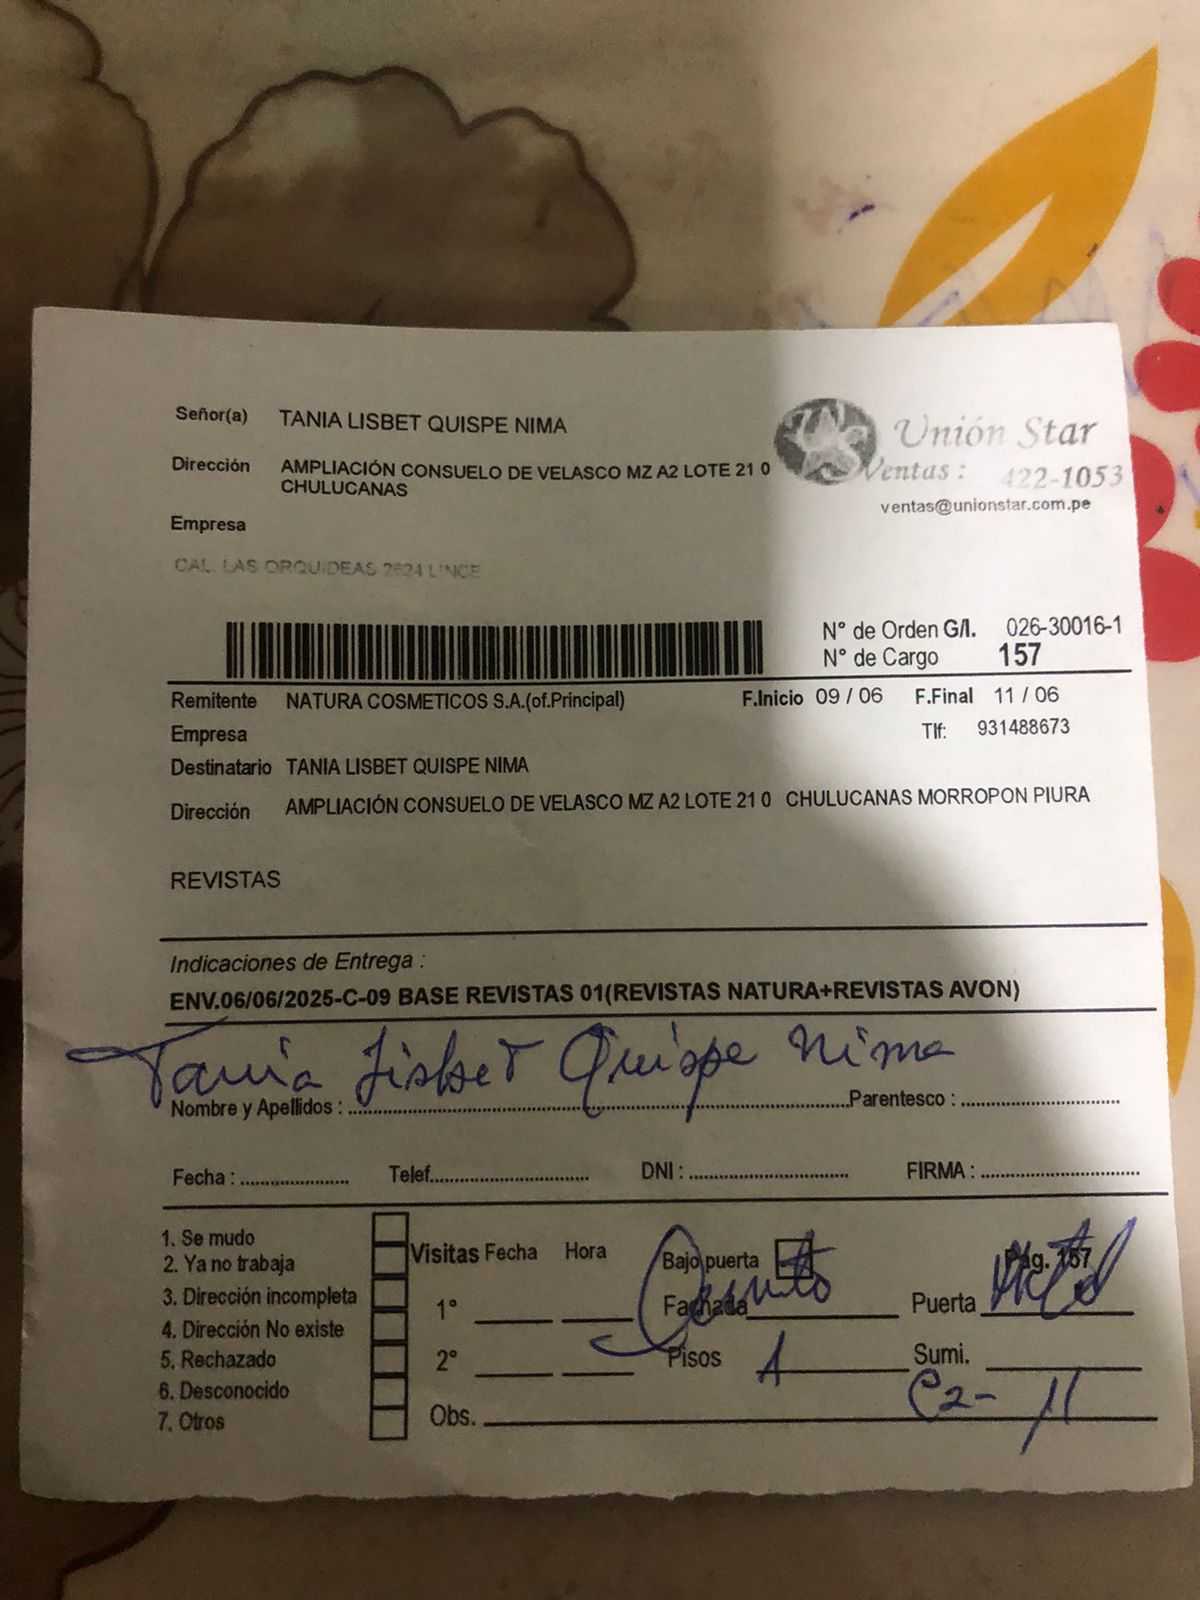 Señor(a) TANIA LISBET QUISPE NIMA
Unión Star
Dirección AMPLIACIÓN CONSUELO DE VELASCO MZ A2 LOTE 21 0
CHULUCANAS
Ventas : 422-1053
ventas@unionstar.com.pe
Empresa
CAL. LAS ORQUIDEAS 2624 LINCE
N° de Orden G/I. 026-30016-1
N° de Cargo 157
Remitente NATURA COSMETICOS S.A.(of.Principal) F.Inicio 09 / 06 F.Final 11 / 06
Empresa Tlf: 931488673
Destinatario TANIA LISBET QUISPE NIMA
Dirección AMPLIACIÓN CONSUELO DE VELASCO MZ A2 LOTE 21 0 CHULUCANAS MORROPON PIURA
REVISTAS
Indicaciones de Entrega :
ENV.06/06/2025-C-09 BASE REVISTAS 01(REVISTAS NATURA+REVISTAS AVON)
Tania Lisbet Quispe Nima
Nombre y Apellidos : Parentesco :
Fecha : Telef. DNI : FIRMA :
1. Se mudo
2. Ya no trabaja
3. Dirección incompleta
4. Dirección No existe
5. Rechazado
6. Desconocido
7. Otros
Visitas Fecha Hora
1°
2°
Bajo puerta Pág. 157
Fachada Puerta
Pisos 1 Sumi.
C2- 11
Obs.